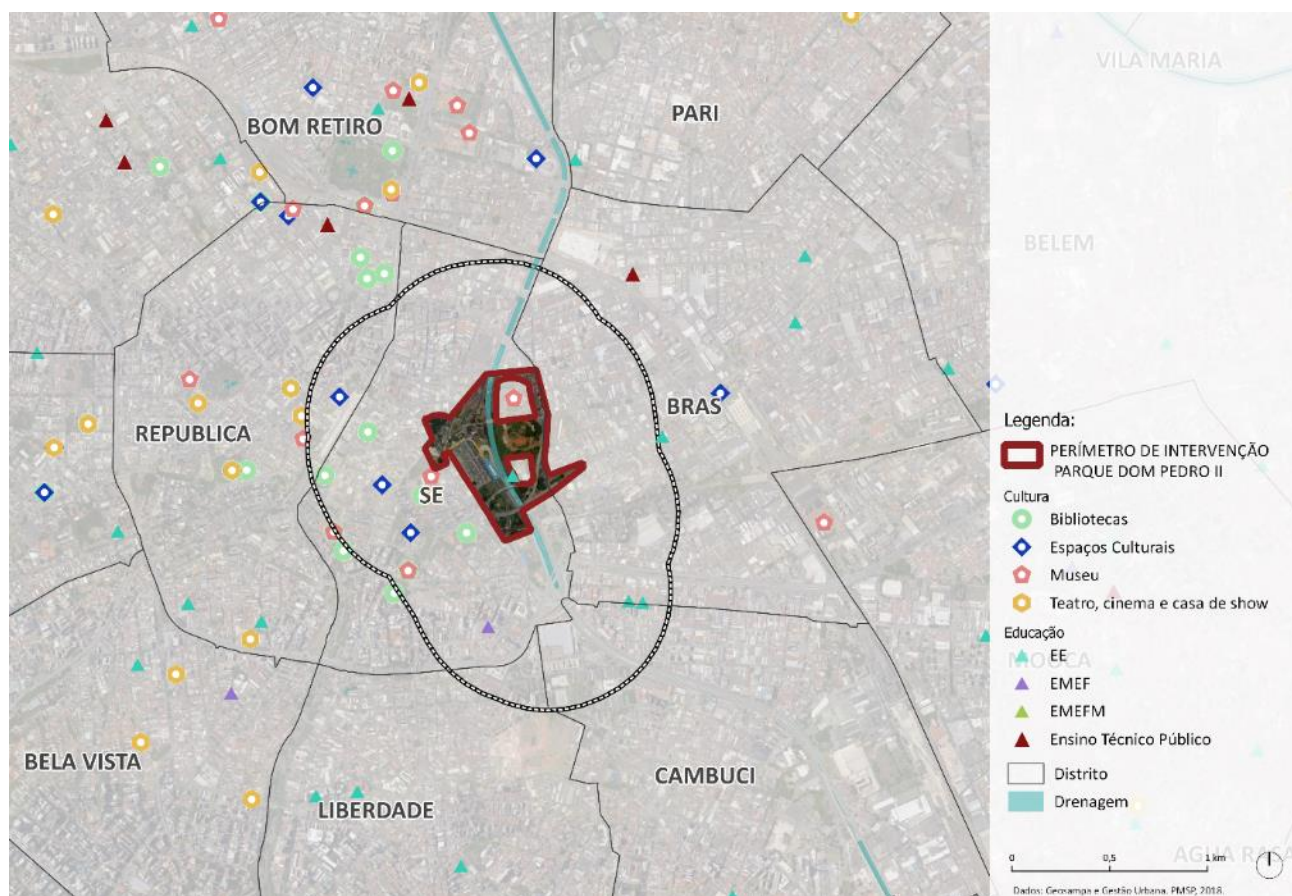 VILA MARIA
PARI
BOM RETIRO
BELEM
BRAS
REPUBLICA
SE
Legenda:
PERÍMETRO DE INTERVENÇÃO
PARQUE DOM PEDRO II
Cultura
Bibliotecas
Espaços Culturais
Museu
Teatro, cinema e casa de show
Educação
EE
MOOCA
EMEF
EMEFM
Ensino Técnico Público
Distrito
Drenagem
BELA VISTA
CAMBUCI
LIBERDADE
AGUA RASA
0 0,5 1 km
Dados: Geosampa e Gestão Urbana. PMSP, 2018.